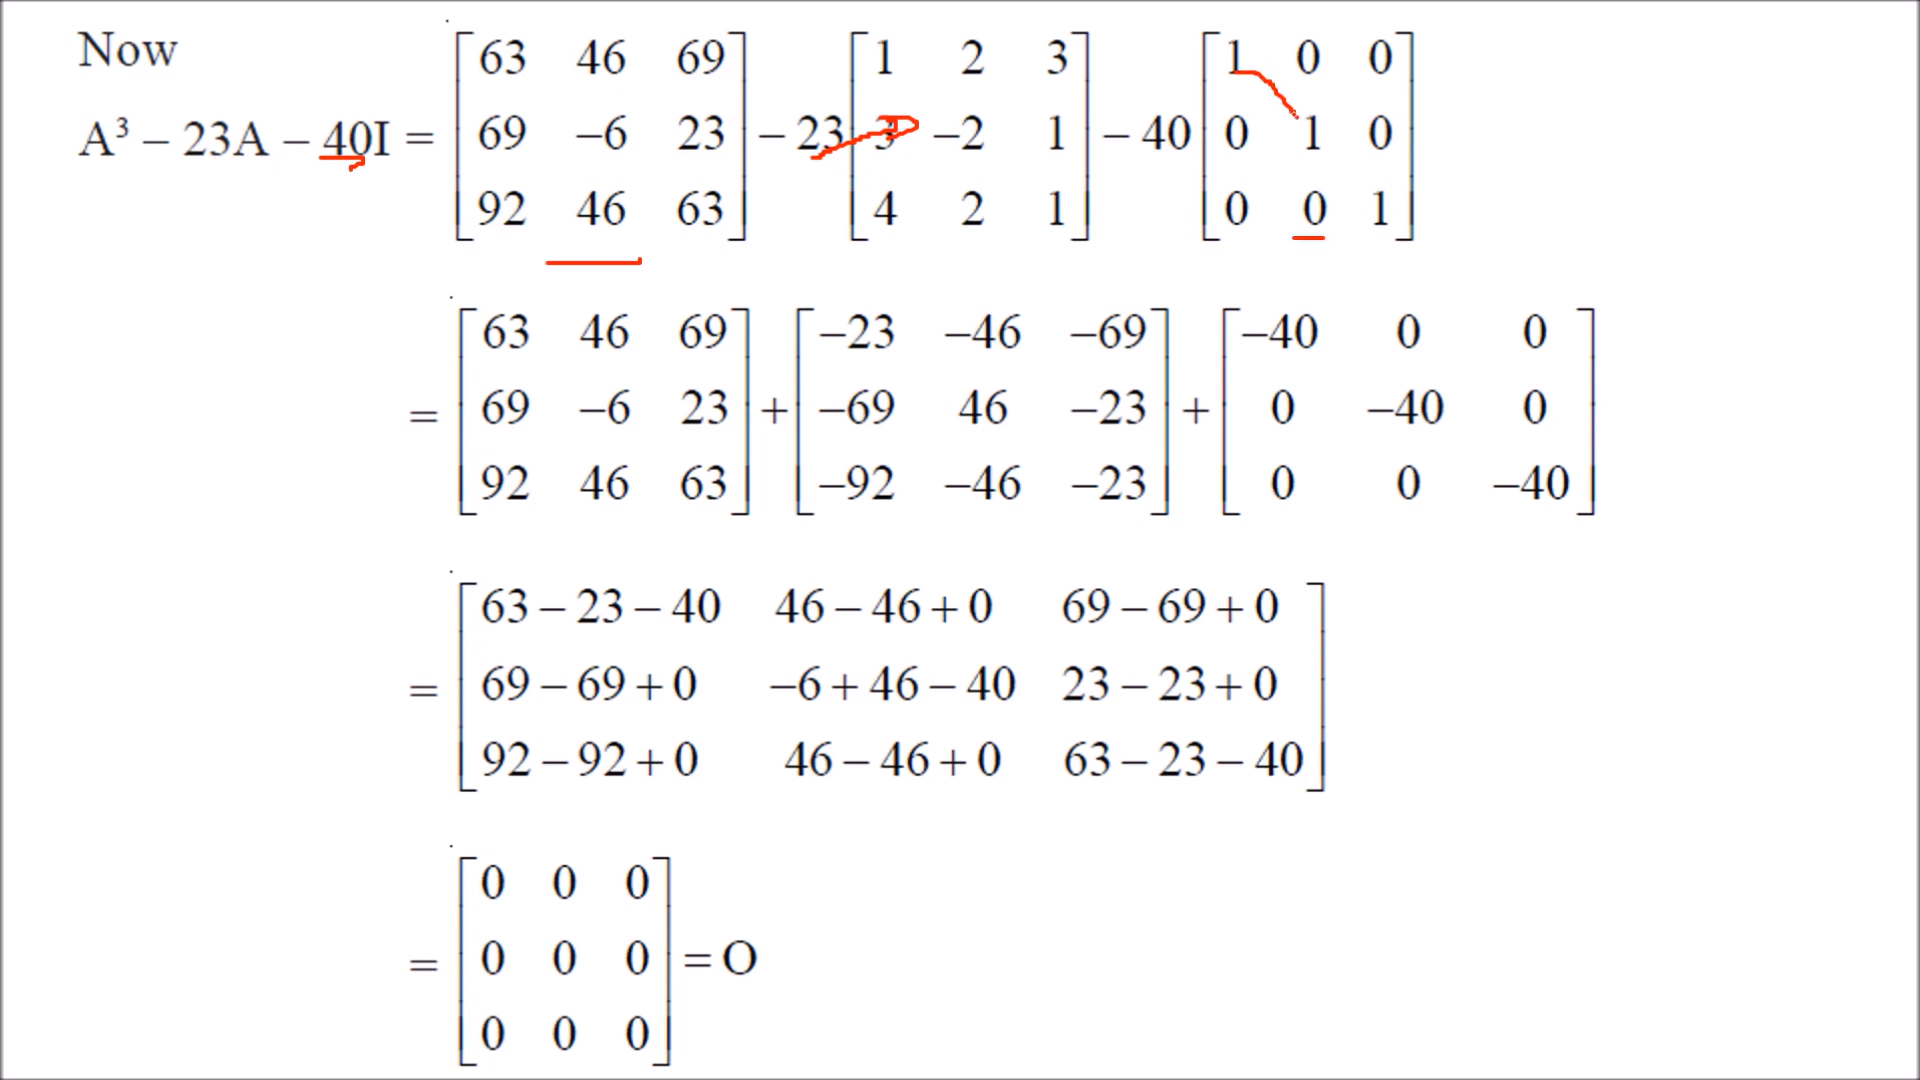 Now
A³ – 23A – 40I = [63 46 69; 69 –6 23; 92 46 63] – 23 [1 2 3; 3 –2 1; 4 2 1] – 40 [1 0 0; 0 1 0; 0 0 1]
= [63 46 69; 69 –6 23; 92 46 63] + [–23 –46 –69; –69 46 –23; –92 –46 –23] + [–40 0 0; 0 –40 0; 0 0 –40]
= [63 – 23 – 40 46 – 46 + 0 69 – 69 + 0; 69 – 69 + 0 –6 + 46 – 40 23 – 23 + 0; 92 – 92 + 0 46 – 46 + 0 63 – 23 – 40]
= [0 0 0; 0 0 0; 0 0 0] = O